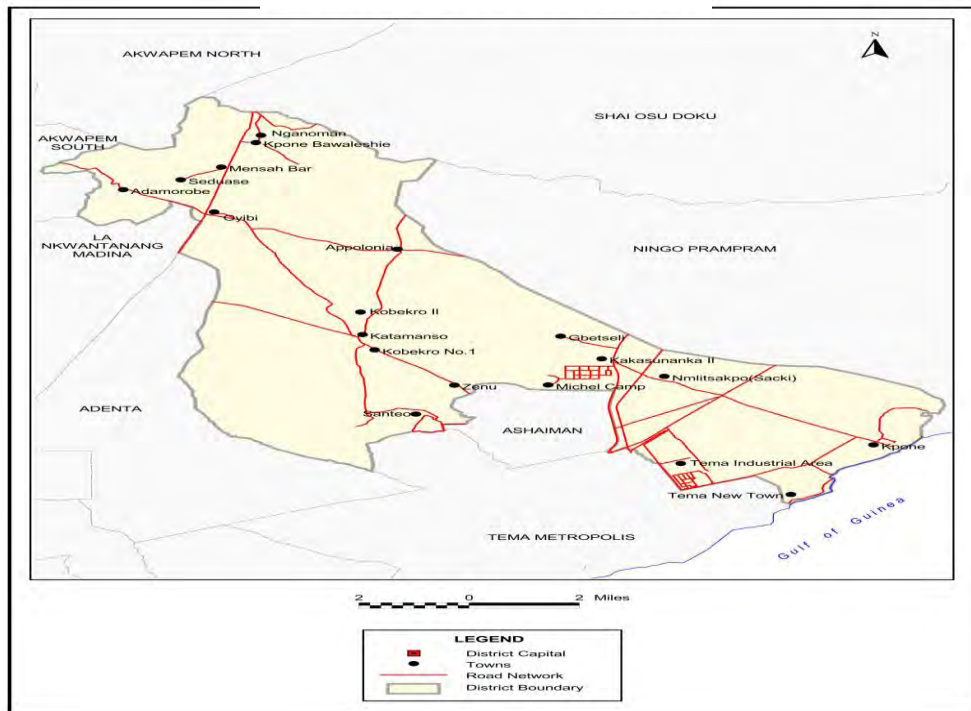 AKWAPEM NORTH
N
SHAI OSU DOKU
AKWAPEM
SOUTH
Nganoman
Kpone Bawaleshie
Mensah Bar
Seduase
Adamorobe
Oyibi
LA
NKWANTANANG
MADINA
Appolonia
NINGO PRAMPRAM
Kobekro II
Katamanso
Kobekro No.1
Gbetseli
Kakasunanka II
Zenu
Michel Camp
Nmlitsakpo(Sacki)
ADENTA
Santeo
ASHAIMAN
Kpone
Tema Industrial Area
Tema New Town
TEMA METROPOLIS
Gulf of Guinea
2 0 2 Miles
LEGEND
District Capital
Towns
Road Network
District Boundary